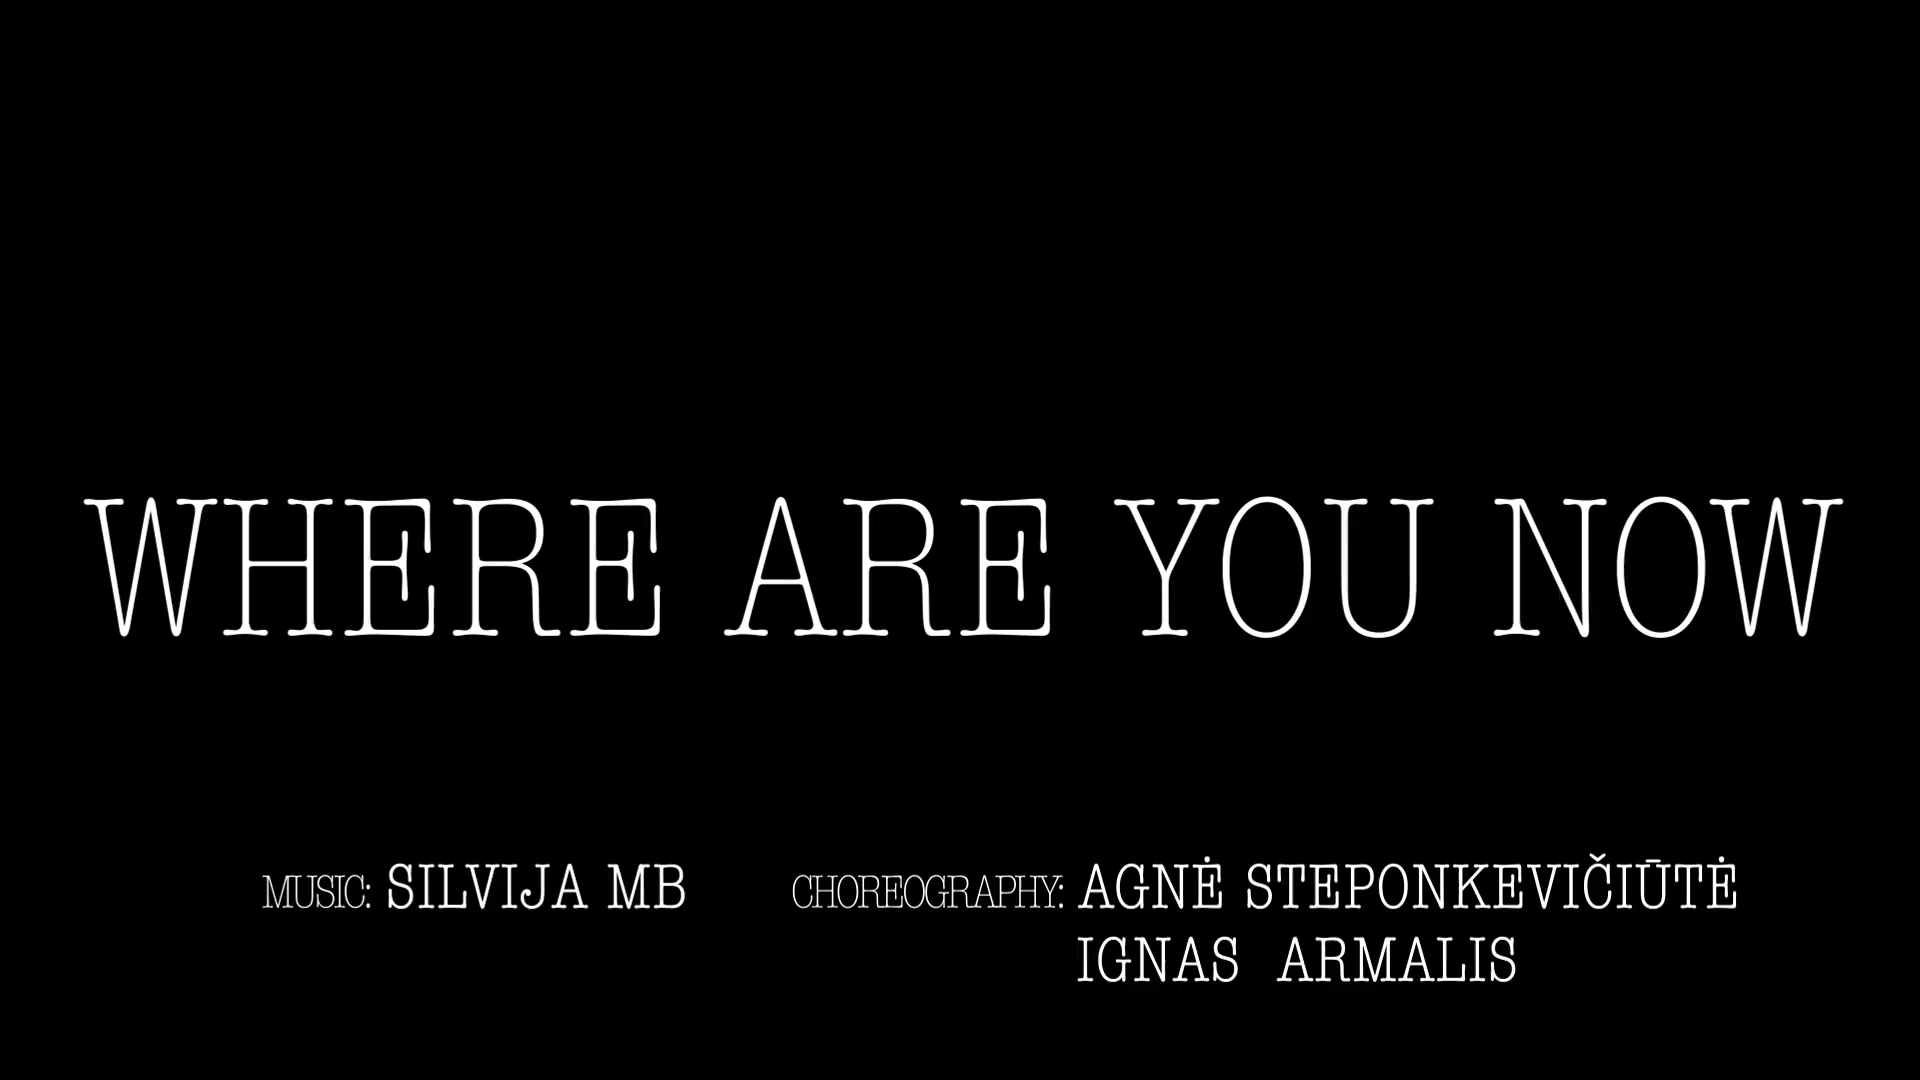 WHERE ARE YOU NOW
MUSIC: SILVIJA MB CHOREOGRAPHY: AGNĖ STEPONKEVIČIŪTĖ
IGNAS ARMALIS